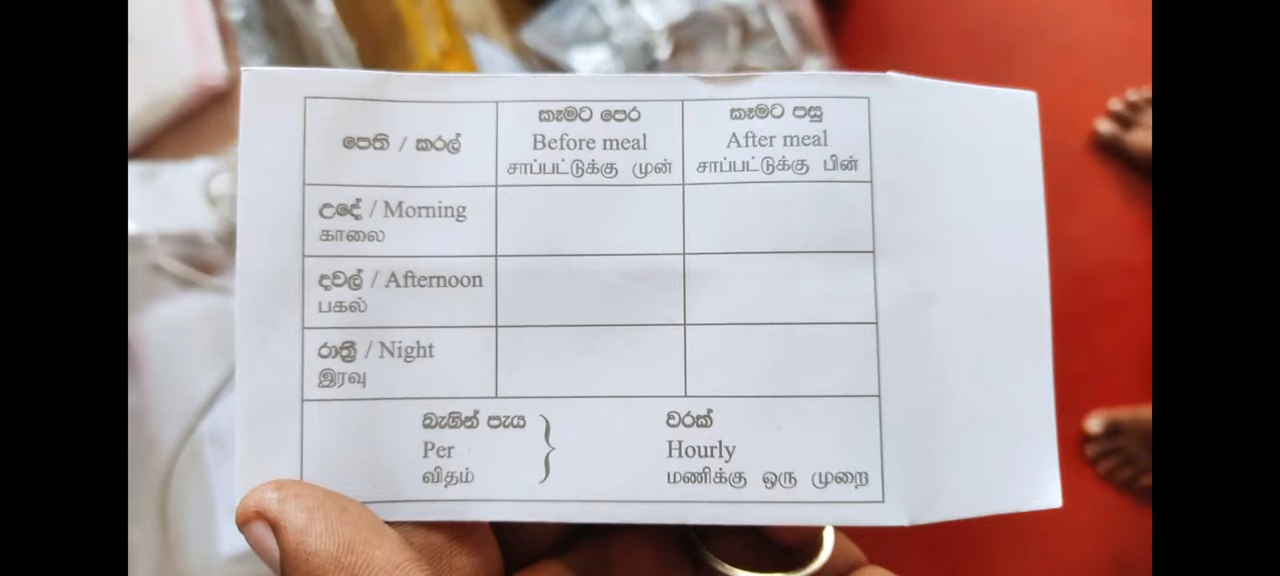 පෙති / කරල්
කෑමට පෙර
Before meal
சாப்பட்டுக்கு முன்
කෑමට පසු
After meal
சாப்பட்டுக்கு பின்
උදේ / Morning
காலை
දවල් / Afternoon
பகல்
රාත්‍රී / Night
இரவு
බැගින් පැය
Per
விதம்
}
වරක්
Hourly
மணிக்கு ஒரு முறை